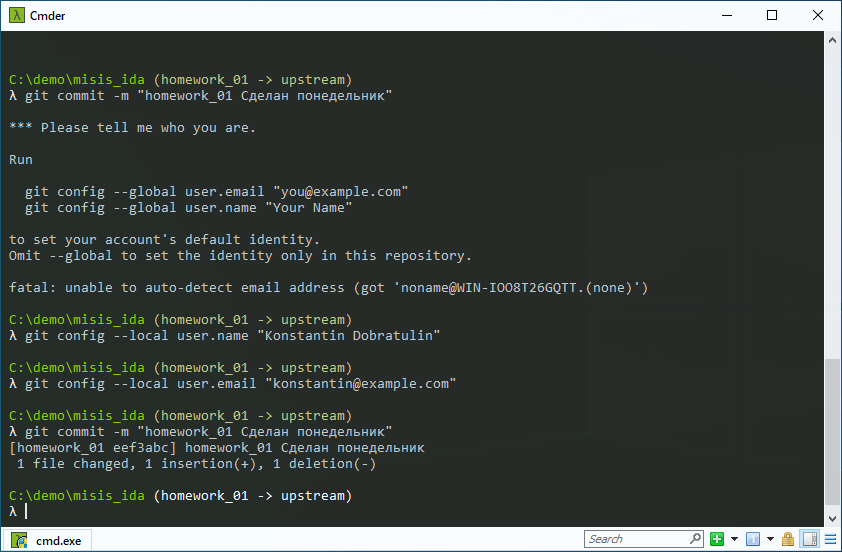 Cmder
C:\demo\misis_ida (homework_01 -> upstream)
λ git commit -m "homework_01 Сделан понедельник"
*** Please tell me who you are.
Run
git config --global user.email "you@example.com"
git config --global user.name "Your Name"
to set your account's default identity.
Omit --global to set the identity only in this repository.
fatal: unable to auto-detect email address (got 'noname@WIN-IOO8T26GQTT.(none)')
C:\demo\misis_ida (homework_01 -> upstream)
λ git config --local user.name "Konstantin Dobratulin"
C:\demo\misis_ida (homework_01 -> upstream)
λ git config --local user.email "konstantin@example.com"
C:\demo\misis_ida (homework_01 -> upstream)
λ git commit -m "homework_01 Сделан понедельник"
[homework_01 eef3abc] homework_01 Сделан понедельник
1 file changed, 1 insertion(+), 1 deletion(-)
C:\demo\misis_ida (homework_01 -> upstream)
λ
cmd.exe
Search